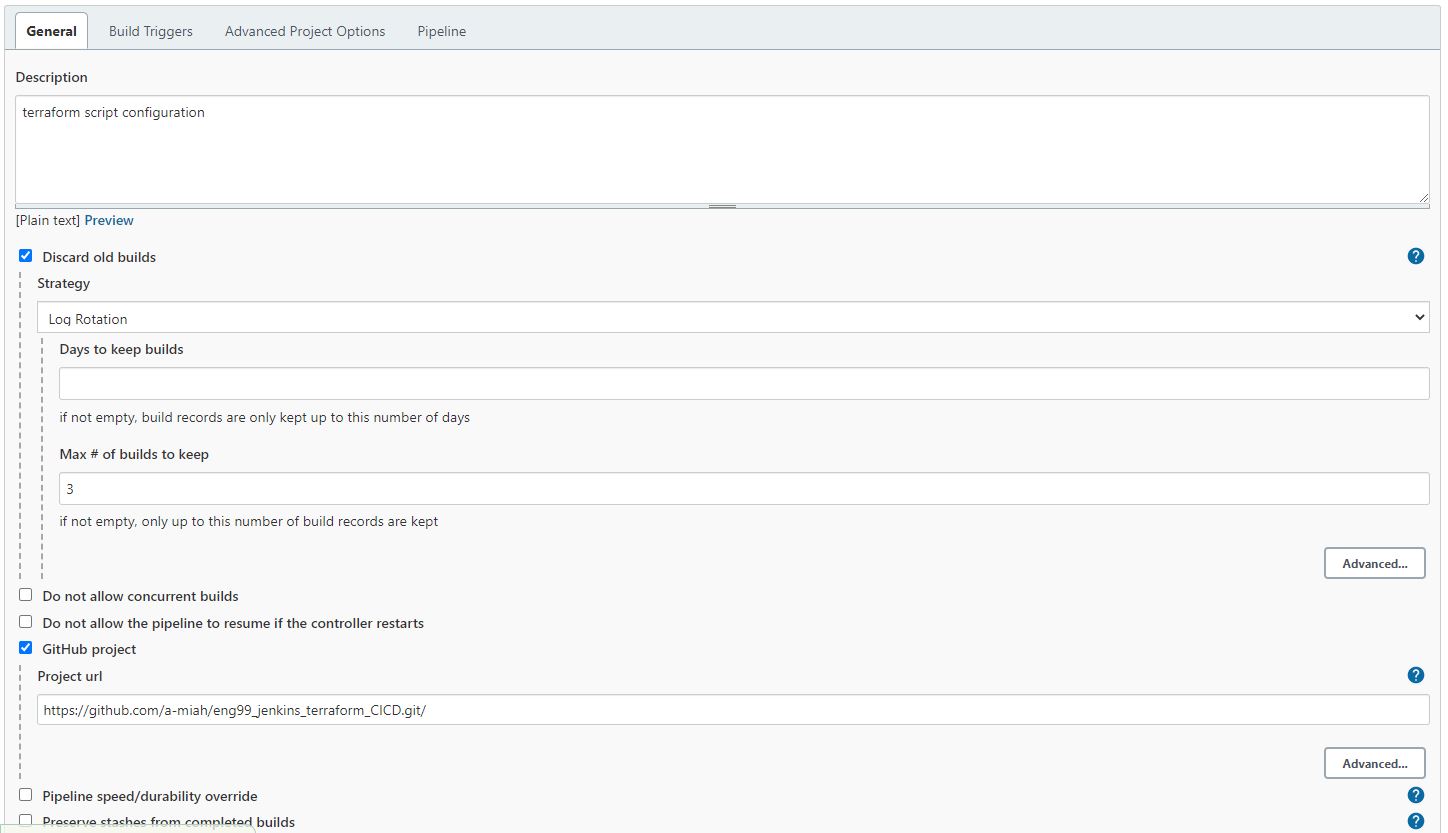 General Build Triggers Advanced Project Options Pipeline
Description
terraform script configuration
[Plain text] Preview
Discard old builds ?
Strategy
Log Rotation
Days to keep builds
if not empty, build records are only kept up to this number of days
Max # of builds to keep
3
if not empty, only up to this number of build records are kept
Advanced...
Do not allow concurrent builds
Do not allow the pipeline to resume if the controller restarts
GitHub project
Project url ?
https://github.com/a-miah/eng99_jenkins_terraform_CICD.git/
Advanced...
Pipeline speed/durability override ?
Preserve stashes from completed builds ?